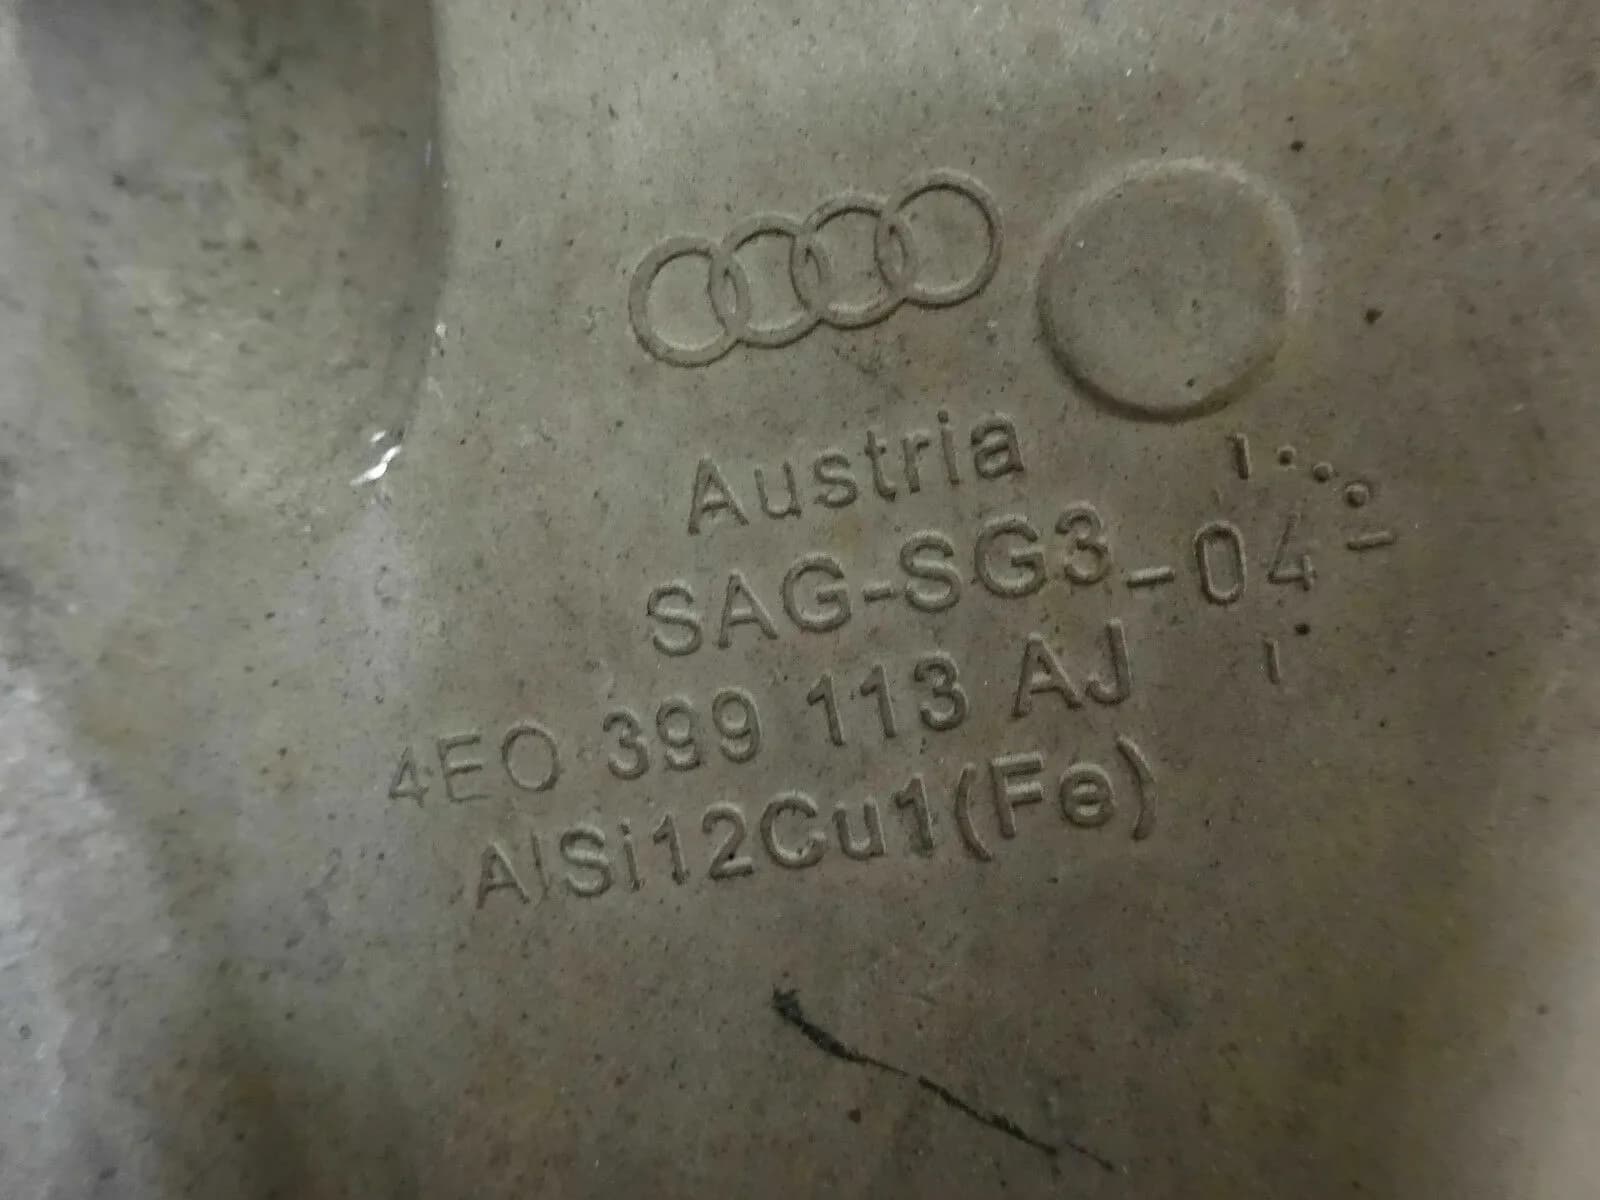 Austria
SAG-SG3-04
4E0 399 113 AJ
AlSi12Cu1(Fe)